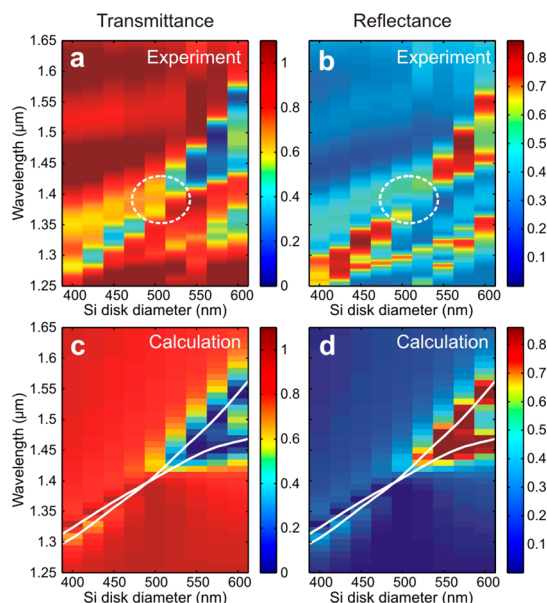 Transmittance
Reflectance
a
Experiment
b
Experiment
Wavelength (μm)
1.65
1.6
1.55
1.5
1.45
1.4
1.35
1.3
1.25
400 450 500 550 600
Si disk diameter (nm)
1
0.8
0.6
0.4
0.2
0
400 450 500 550 600
Si disk diameter (nm)
0.8
0.7
0.6
0.5
0.4
0.3
0.2
0.1
c
Calculation
d
Calculation
Wavelength (μm)
1.65
1.6
1.55
1.5
1.45
1.4
1.35
1.3
1.25
400 450 500 550 600
Si disk diameter (nm)
1
0.8
0.6
0.4
0.2
0
400 450 500 550 600
Si disk diameter (nm)
0.8
0.7
0.6
0.5
0.4
0.3
0.2
0.1